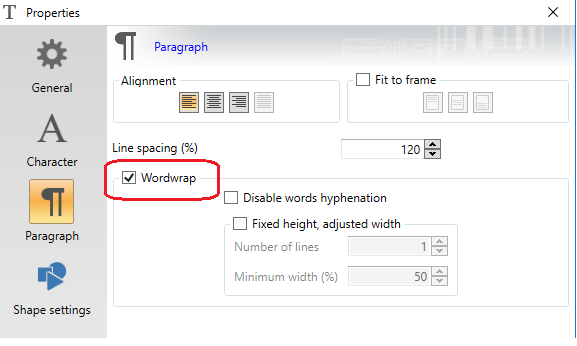 T Properties
General
Character
Paragraph
Shape settings
Paragraph
Alignment
Fit to frame
Line spacing (%) 120
Wordwrap
Disable words hyphenation
Fixed height, adjusted width
Number of lines 1
Minimum width (%) 50